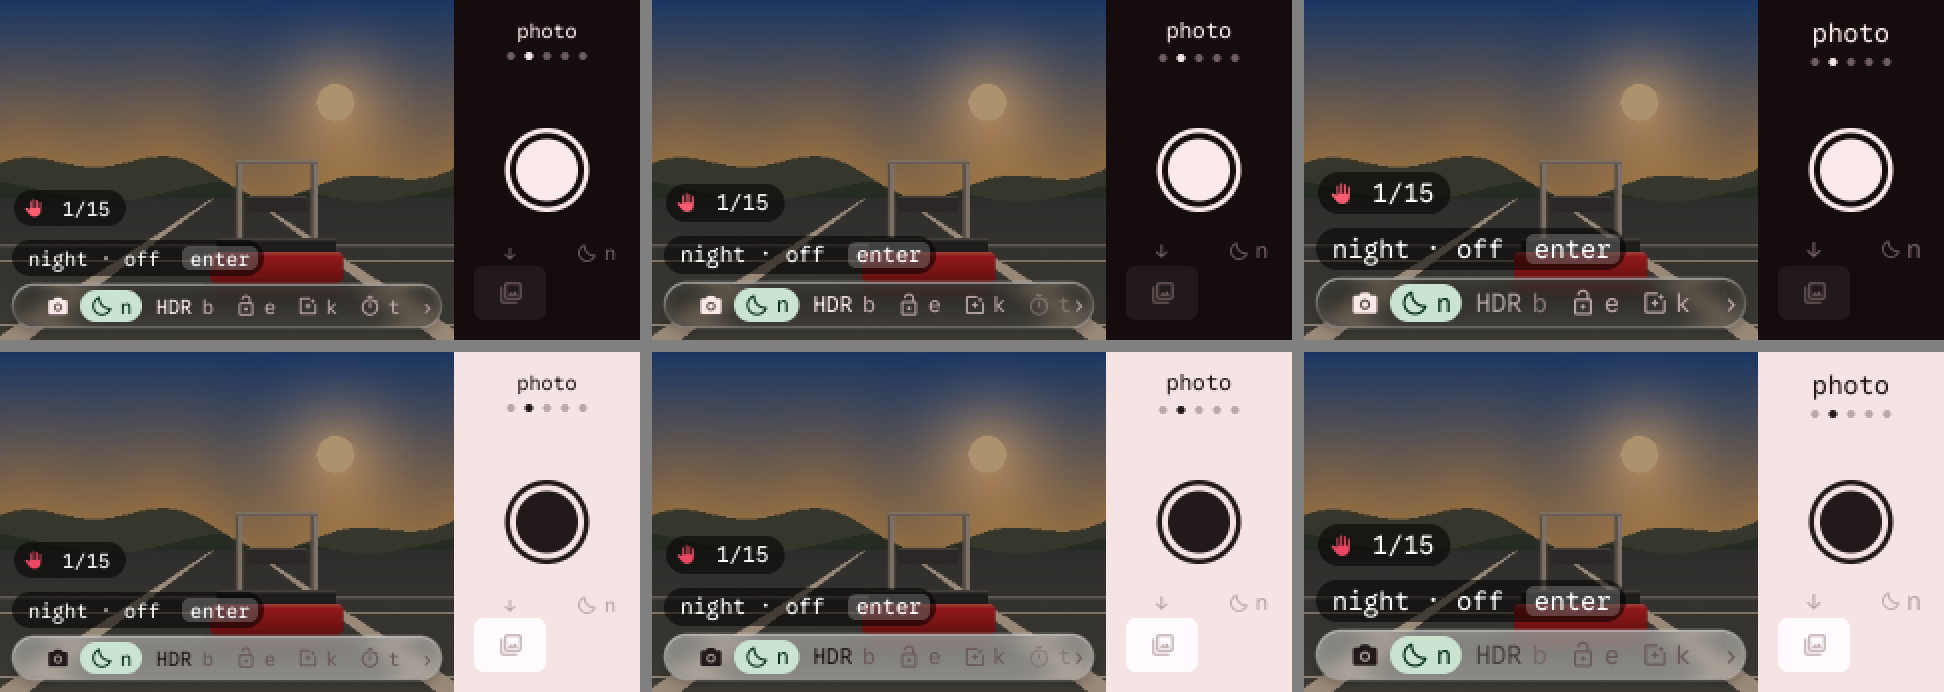 photo
1/15
night · off enter
n
n HDR b e k t ›
photo
1/15
night · off enter
n
n HDR b e k t ›
photo
1/15
night · off enter
n
n HDR b e k ›
photo
1/15
night · off enter
n
n HDR b e k t ›
photo
1/15
night · off enter
n
n HDR b e k t ›
photo
1/15
night · off enter
n
n HDR b e k ›